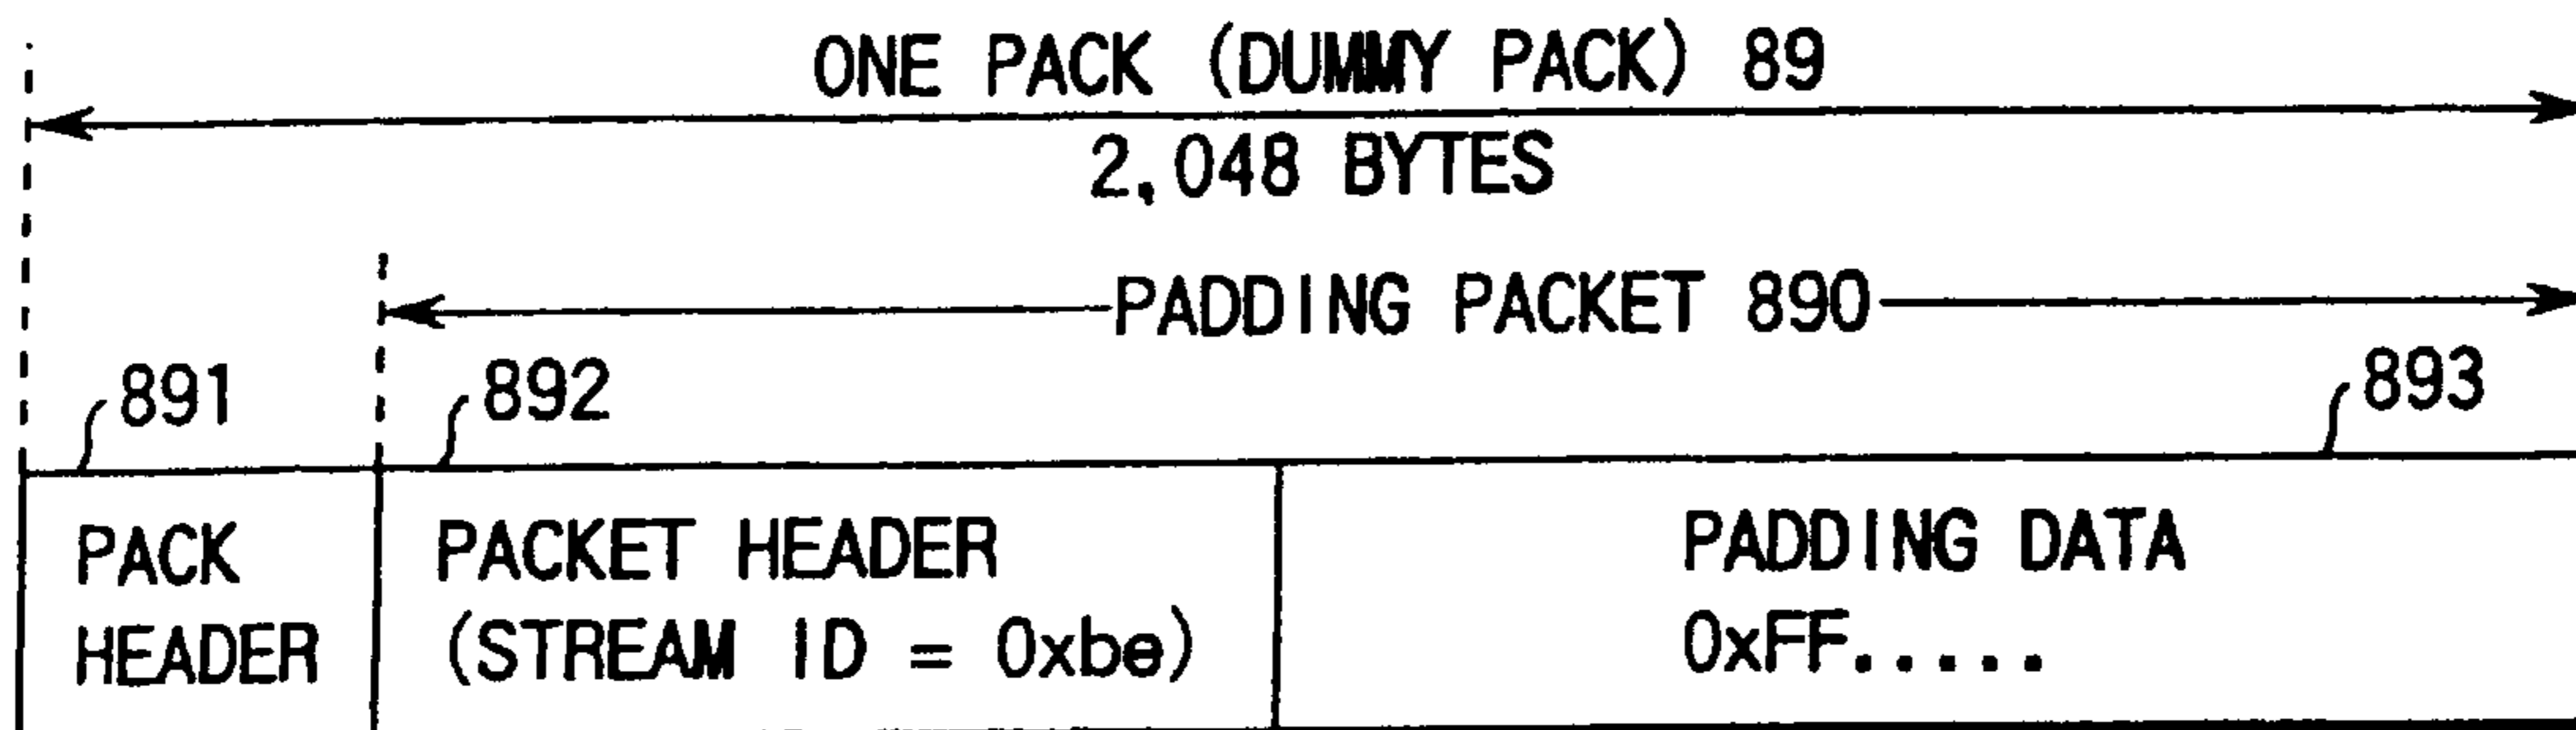 ONE PACK (DUMMY PACK) 89
2,048 BYTES
PADDING PACKET 890
891
892
893
PACK
HEADER
PACKET HEADER
(STREAM ID = 0xbe)
PADDING DATA
0xFF.....